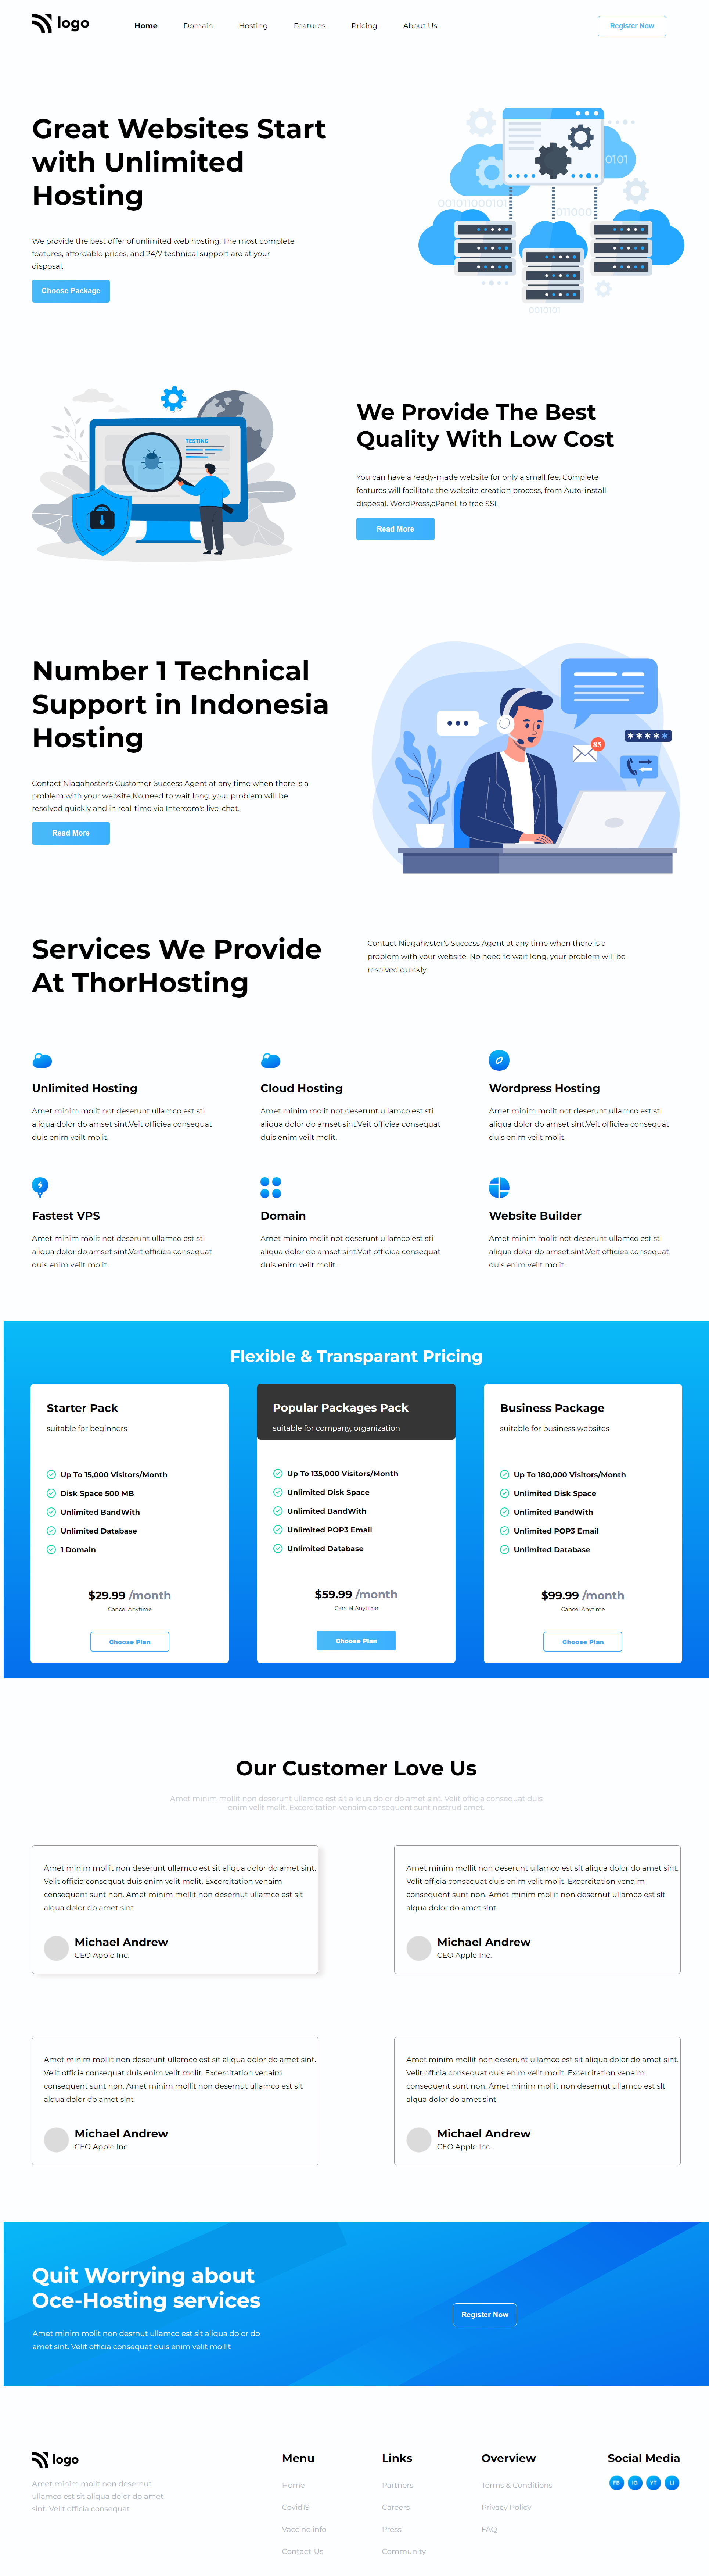 logo
Home Domain Hosting Features Pricing About Us
Register Now
Great Websites Start
with Unlimited
Hosting
We provide the best offer of unlimited web hosting. The most complete
features, affordable prices, and 24/7 technical support are at your
disposal.
Choose Package
0101
001011000101
011000
0010101
TESTING
We Provide The Best
Quality With Low Cost
You can have a ready-made website for only a small fee. Complete
features will facilitate the website creation process, from Auto-install
disposal. WordPress,cPanel, to free SSL
Read More
Number 1 Technical
Support in Indonesia
Hosting
Contact Niagahoster's Customer Success Agent at any time when there is a
problem with your website.No need to wait long, your problem will be
resolved quickly and in real-time via Intercom's live-chat.
Read More
85
*****
Services We Provide
At ThorHosting
Contact Niagahoster's Success Agent at any time when there is a
problem with your website. No need to wait long, your problem will be
resolved quickly
Unlimited Hosting
Amet minim molit not deserunt ullamco est sti
aliqua dolor do amset sint.Veit officiea consequat
duis enim veilt molit.
Cloud Hosting
Amet minim molit not deserunt ullamco est sti
aliqua dolor do amset sint.Veit officiea consequat
duis enim veilt molit.
Wordpress Hosting
Amet minim molit not deserunt ullamco est sti
aliqua dolor do amset sint.Veit officiea consequat
duis enim veilt molit.
Fastest VPS
Amet minim molit not deserunt ullamco est sti
aliqua dolor do amset sint.Veit officiea consequat
duis enim veilt molit.
Domain
Amet minim molit not deserunt ullamco est sti
aliqua dolor do amset sint.Veit officiea consequat
duis enim veilt molit.
Website Builder
Amet minim molit not deserunt ullamco est sti
aliqua dolor do amset sint.Veit officiea consequat
duis enim veilt molit.
Flexible & Transparant Pricing
Starter Pack
suitable for beginners
Up To 15,000 Visitors/Month
Disk Space 500 MB
Unlimited BandWith
Unlimited Database
1 Domain
$29.99 /month
Cancel Anytime
Choose Plan
Popular Packages Pack
suitable for company, organization
Up To 135,000 Visitors/Month
Unlimited Disk Space
Unlimited BandWith
Unlimited POP3 Email
Unlimited Database
$59.99 /month
Cancel Anytime
Choose Plan
Business Package
suitable for business websites
Up To 180,000 Visitors/Month
Unlimited Disk Space
Unlimited BandWith
Unlimited POP3 Email
Unlimited Database
$99.99 /month
Cancel Anytime
Choose Plan
Our Customer Love Us
Amet minim mollit non deserunt ullamco est sit aliqua dolor do amet sint. Velit officia consequat duis
enim velit molit. Excercitation venaim consequent sunt nostrud amet.
Amet minim mollit non deserunt ullamco est sit aliqua dolor do amet sint.
Velit officia consequat duis enim velit molit. Excercitation venaim
consequent sunt non. Amet minim mollit non desernut ullamco est slt
alqua dolor do amet sint
Michael Andrew
CEO Apple Inc.
Amet minim mollit non deserunt ullamco est sit aliqua dolor do amet sint.
Velit officia consequat duis enim velit molit. Excercitation venaim
consequent sunt non. Amet minim mollit non desernut ullamco est slt
alqua dolor do amet sint
Michael Andrew
CEO Apple Inc.
Amet minim mollit non deserunt ullamco est sit aliqua dolor do amet sint.
Velit officia consequat duis enim velit molit. Excercitation venaim
consequent sunt non. Amet minim mollit non desernut ullamco est slt
alqua dolor do amet sint
Michael Andrew
CEO Apple Inc.
Amet minim mollit non deserunt ullamco est sit aliqua dolor do amet sint.
Velit officia consequat duis enim velit molit. Excercitation venaim
consequent sunt non. Amet minim mollit non desernut ullamco est slt
alqua dolor do amet sint
Michael Andrew
CEO Apple Inc.
Quit Worrying about
Oce-Hosting services
Amet minim molit non desrnut ullamco est sit aliqua dolor do
amet sint. Velit officia consequat duis enim velit mollit
Register Now
logo
Amet minim molit non desernut
ullamco est sit aliqua dolor do amet
sint. Veilt officia consequat
Menu
Home
Covid19
Vaccine info
Contact-Us
Links
Partners
Careers
Press
Community
Overview
Terms & Conditions
Privacy Policy
FAQ
Social Media
FB IG YT LI